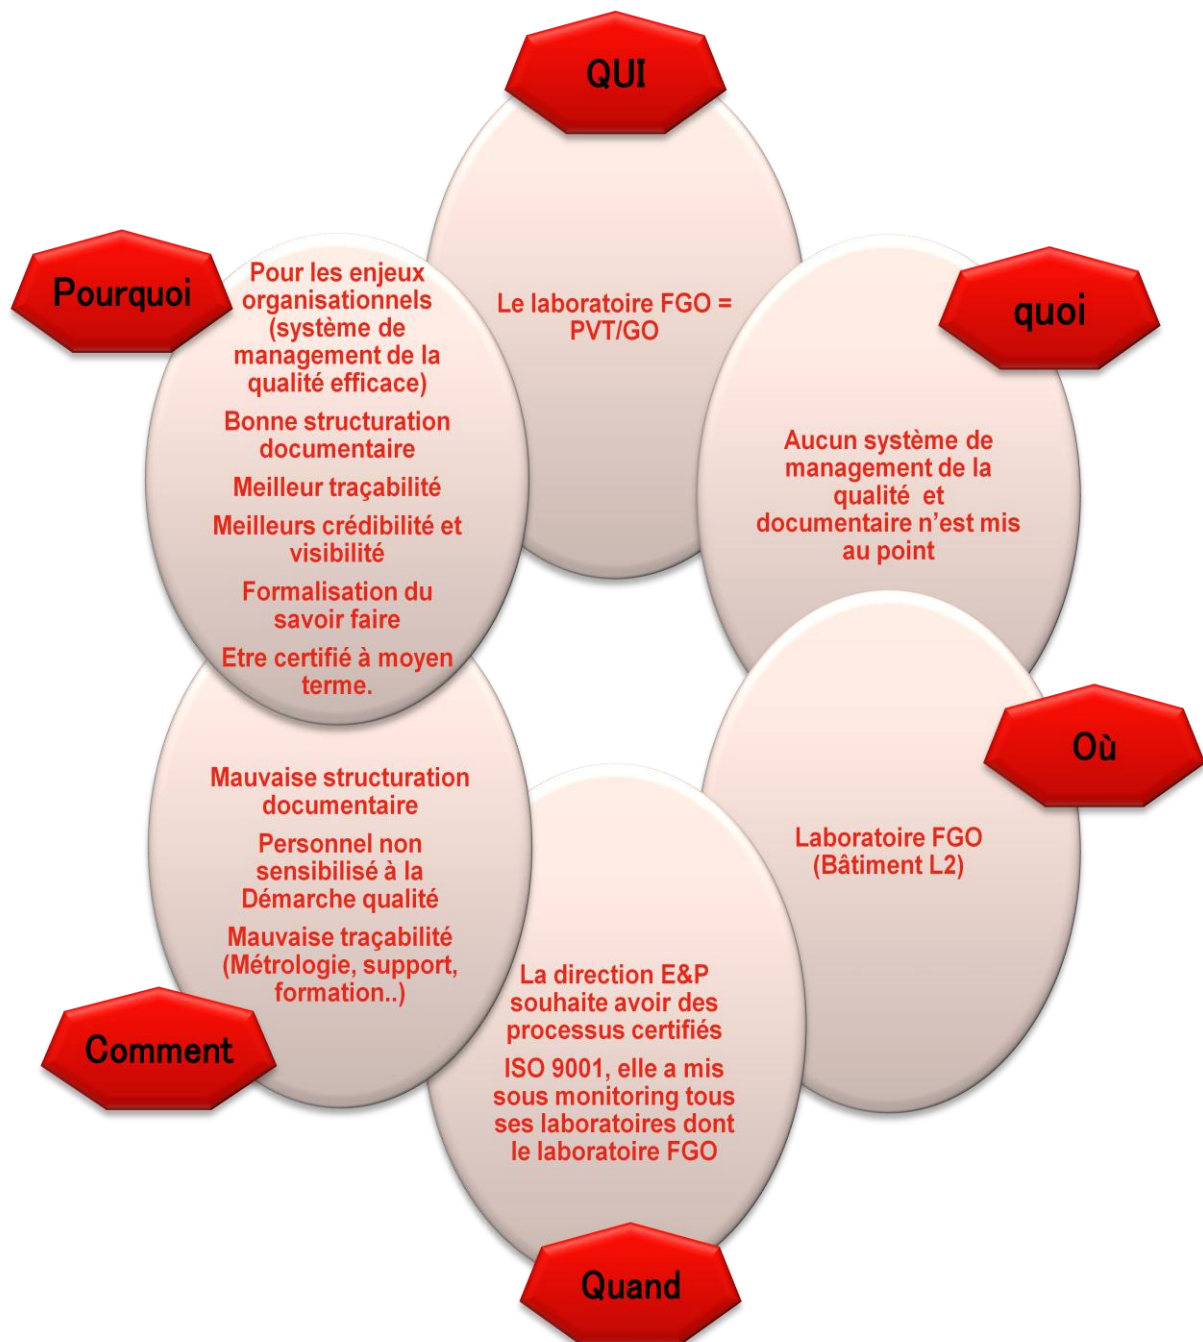 QUI
Le laboratoire FGO =
PVT/GO
quoi
Aucun système de
management de la
qualité et
documentaire n’est mis
au point
Où
Laboratoire FGO
(Bâtiment L2)
Quand
La direction E&P
souhaite avoir des
processus certifiés
ISO 9001, elle a mis
sous monitoring tous
ses laboratoires dont
le laboratoire FGO
Comment
Mauvaise structuration
documentaire
Personnel non
sensibilisé à la
Démarche qualité
Mauvaise traçabilité
(Métrologie, support,
formation..)
Pourquoi
Pour les enjeux
organisationnels
(système de
management de la
qualité efficace)
Bonne structuration
documentaire
Meilleur traçabilité
Meilleurs crédibilité et
visibilité
Formalisation du
savoir faire
Etre certifié à moyen
terme.